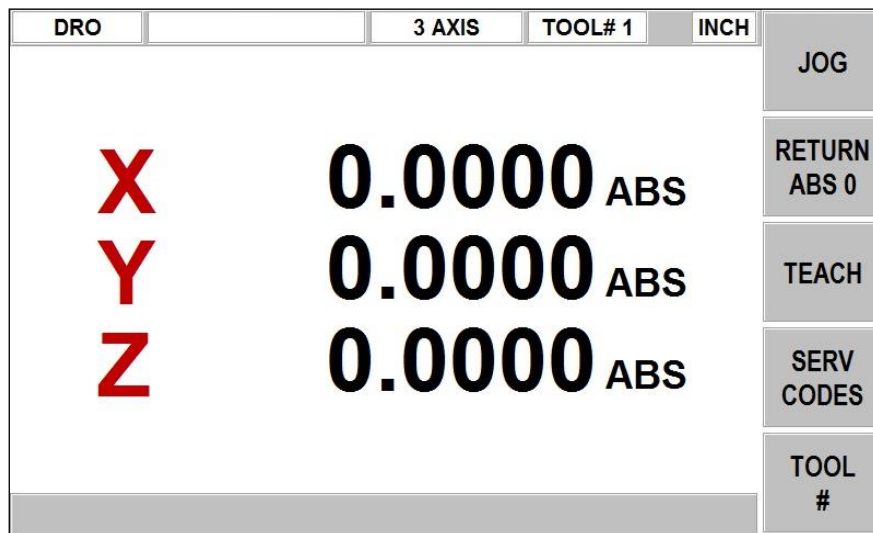 DRO 3 AXIS TOOL# 1 INCH
X 0.0000 ABS
Y 0.0000 ABS
Z 0.0000 ABS
JOG
RETURN
ABS 0
TEACH
SERV
CODES
TOOL
#